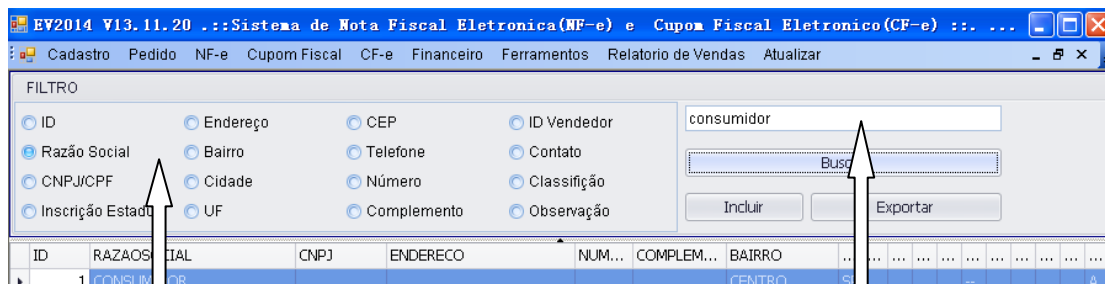 EV2014 V13.11.20 .::Sistema de Nota Fiscal Eletronica(NF-e) e Cupom Fiscal Eletronico(CF-e) ::. ...
Cadastro Pedido NF-e Cupom Fiscal CF-e Financeiro Ferramentos Relatorio de Vendas Atualizar
FILTRO
ID Endereço CEP ID Vendedor consumidor
Razão Social Bairro Telefone Contato
CNPJ/CPF Cidade Número Classifição
UF Complemento Observação
Inscrição
Incluir Exportar
ID CNPJ ENDERECO NUM... COMPLEM... BAIRRO ... ... ... ... ... ... ... ... ... ... ...
1 CENTRO -- A